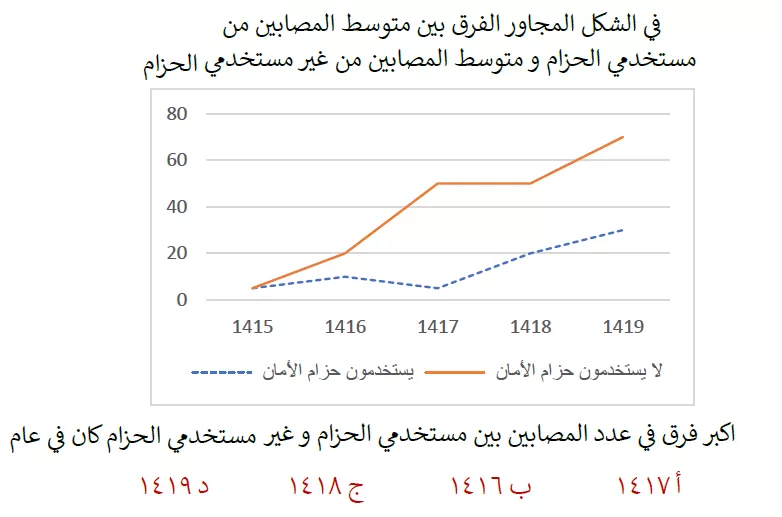 في الشكل المجاور الفرق بين متوسط المصابين من
مستخدمي الحزام و متوسط المصابين من غير مستخدمي الحزام
80
60
40
20
0
1415 1416 1417 1418 1419
لا يستخدمون حزام الأمان يستخدمون حزام الأمان
اكبر فرق في عدد المصابين بين مستخدمي الحزام و غير مستخدمي الحزام كان في عام
أ ١٤١٧ ب ١٤١٦ ج ١٤١٨ د ١٤١٩